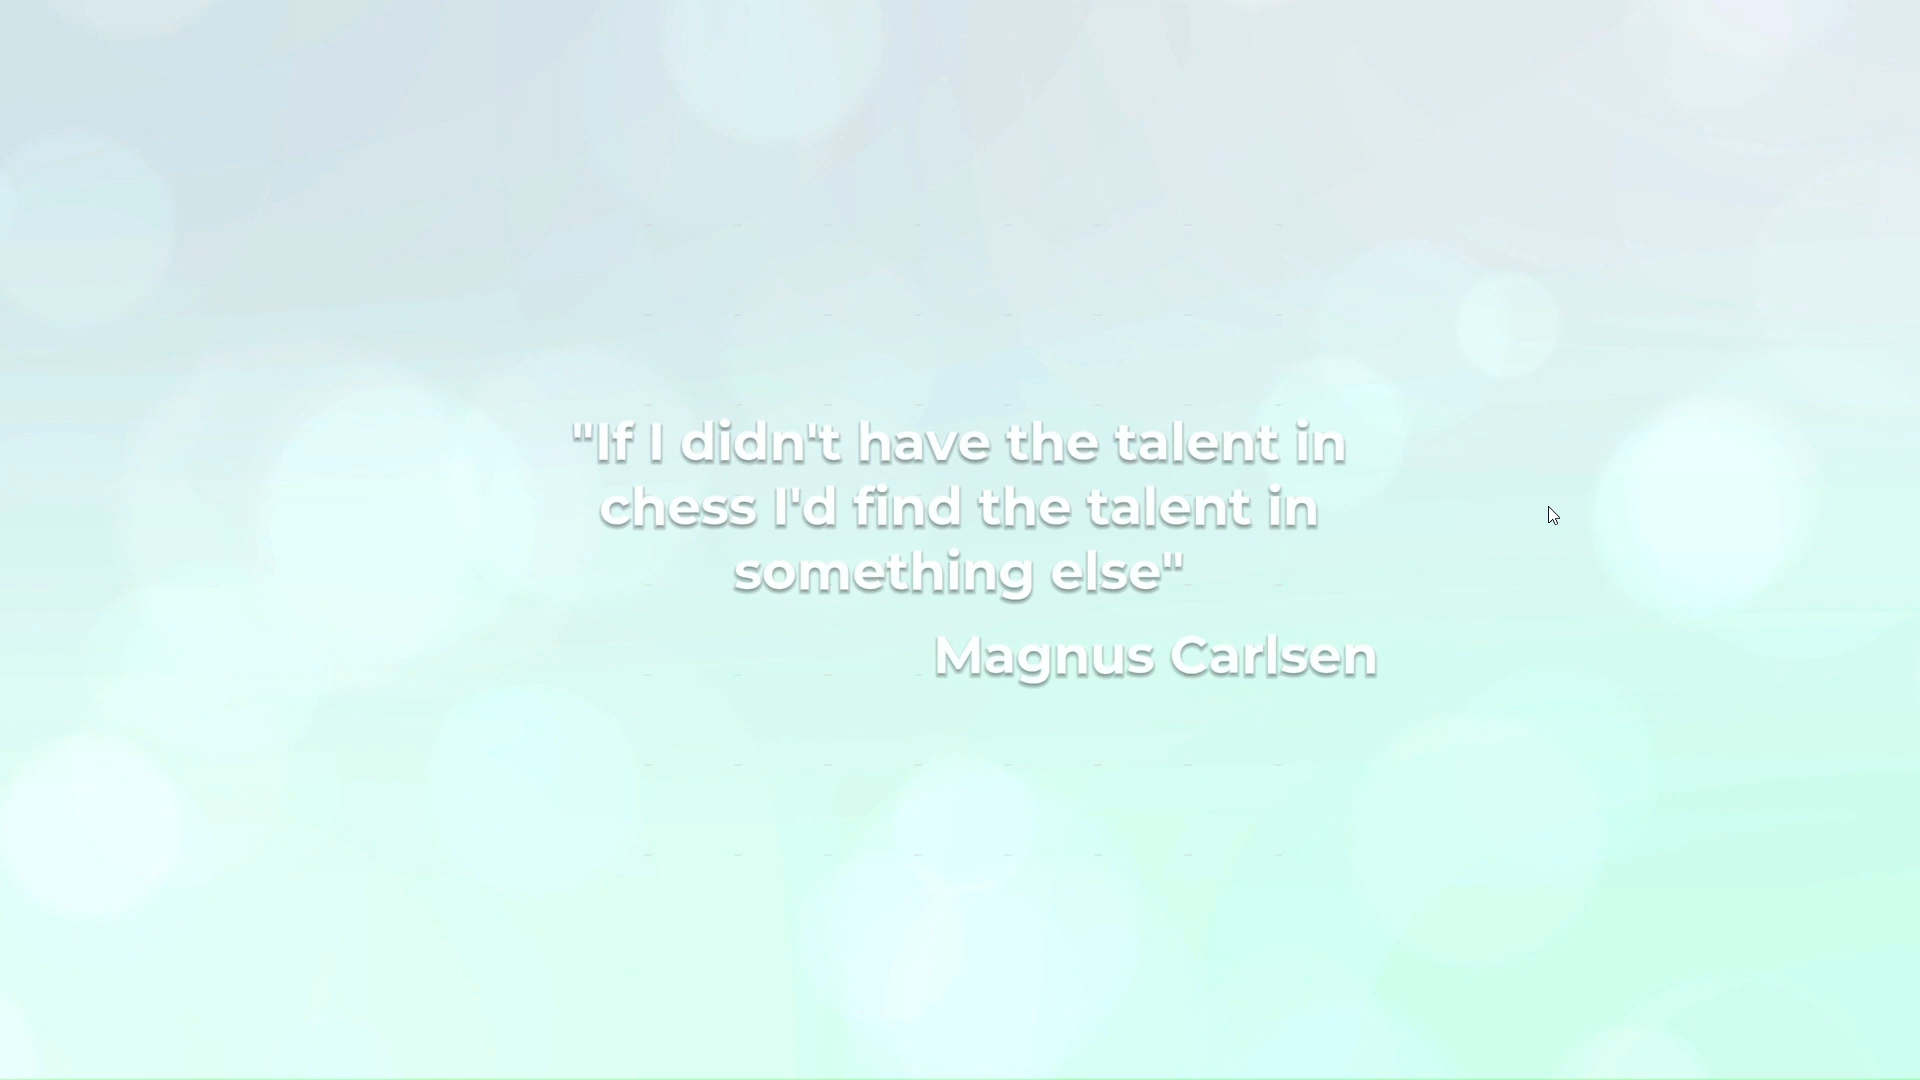 "If I didn't have the talent in
chess I'd find the talent in
something else"
Magnus Carlsen